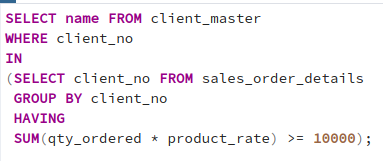 SELECT name FROM client_master
WHERE client_no
IN
(SELECT client_no FROM sales_order_details
GROUP BY client_no
HAVING
SUM(qty_ordered * product_rate) >= 10000);